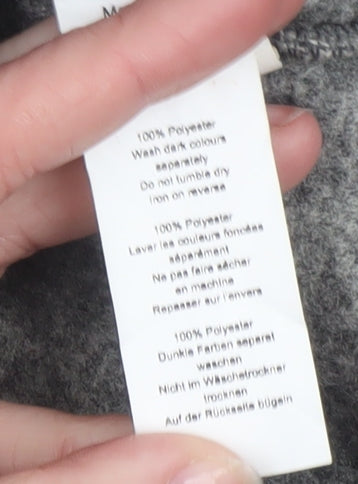 M
100% Polyester
Wash dark colours
separately
Do not tumble dry
Iron on reverse
100% Polyester
Laver les couleurs foncées
séparément
Ne pas faire sécher
en machine
Repasser sur l'envers
100% Polyester
Dunkle Farben separat
waschen
Nicht im Wäschetrockner
trocknen
Auf der Rückseite bügeln